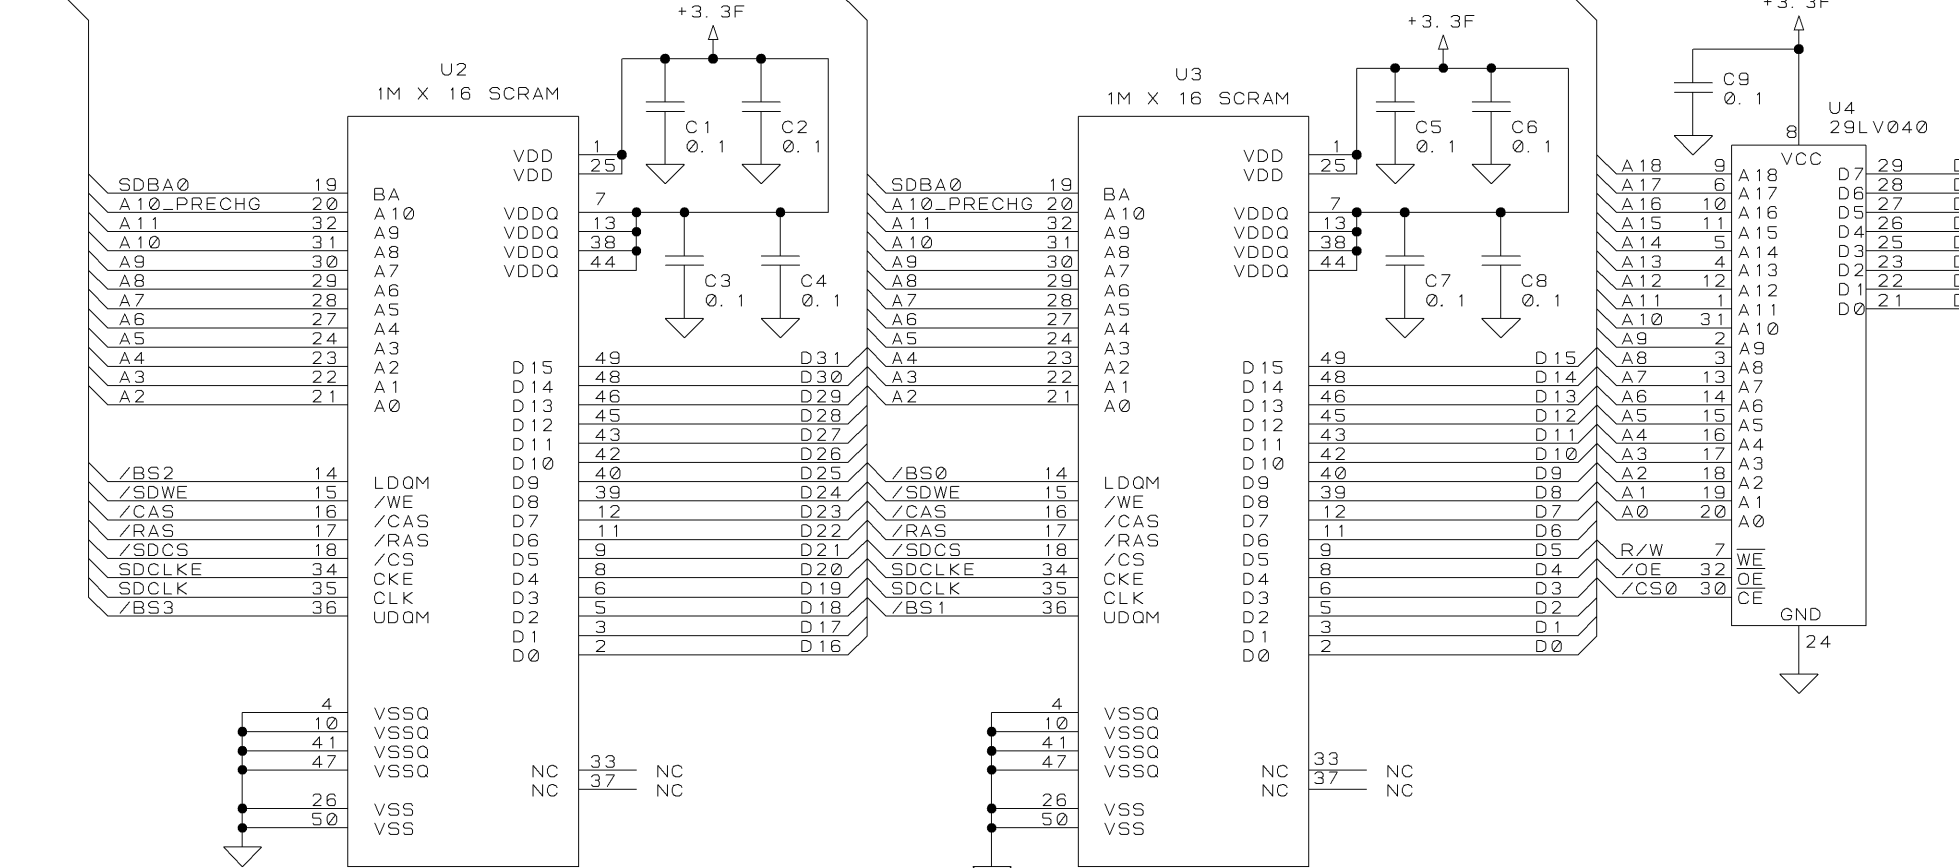 +3.3F
U2
1M X 16 SCRAM
C1
0.1
C2
0.1
1 VDD
25 VDD
7 VDDQ
13 VDDQ
38 VDDQ
44 VDDQ
C3
0.1
C4
0.1
SDBA0 19 BA
A10_PRECHG 20 A10
A11 32 A9
A10 31 A8
A9 30 A7
A8 29 A6
A7 28 A5
A6 27 A4
A5 24 A3
A4 23 A2
A3 22 A1
A2 21 A0
D15 49 D31
D14 48 D30
D13 46 D29
D12 45 D28
D11 43 D27
D10 42 D26
D9 40 D25
D8 39 D24
D7 12 D23
D6 11 D22
D5 9 D21
D4 8 D20
D3 6 D19
D2 5 D18
D1 3 D17
D0 2 D16
/BS2 14 LDQM
/SDWE 15 /WE
/CAS 16 /CAS
/RAS 17 /RAS
/SDCS 18 /CS
SDCLKE 34 CKE
SDCLK 35 CLK
/BS3 36 UDQM
4 VSSQ
10 VSSQ
41 VSSQ
47 VSSQ
26 VSS
50 VSS
NC 33 NC
NC 37 NC
+3.3F
U3
1M X 16 SCRAM
C5
0.1
C6
0.1
VDD 1
VDD 25
VDDQ 7
VDDQ 13
VDDQ 38
VDDQ 44
C7
0.1
C8
0.1
SDBA0 19 BA
A10_PRECHG 20 A10
A11 32 A9
A10 31 A8
A9 30 A7
A8 29 A6
A7 28 A5
A6 27 A4
A5 24 A3
A4 23 A2
A3 22 A1
A2 21 A0
D15 49 D15
D14 48 D14
D13 46 D13
D12 45 D12
D11 43 D11
D10 42 D10
D9 40 D9
D8 39 D8
D7 12 D7
D6 11 D6
D5 9 D5
D4 8 D4
D3 6 D3
D2 5 D2
D1 3 D1
D0 2 D0
/BS0 14 LDQM
/SDWE 15 /WE
/CAS 16 /CAS
/RAS 17 /RAS
/SDCS 18 /CS
SDCLKE 34 CKE
SDCLK 35 CLK
/BS1 36 UDQM
4 VSSQ
10 VSSQ
41 VSSQ
47 VSSQ
26 VSS
50 VSS
NC 33 NC
NC 37 NC
+3.3F
C9
0.1
U4
29LV040
8
VCC
A18 9 A18
A17 6 A17
A16 10 A16
A15 11 A15
A14 5 A14
A13 4 A13
A12 12 A12
A11 1 A11
A10 31 A10
A9 2 A9
A8 3 A8
A7 13 A7
A6 14 A6
A5 15 A5
A4 16 A4
A3 17 A3
A2 18 A2
A1 19 A1
A0 20 A0
R/W 7 WE
/OE 32 OE
/CS0 30 CE
D7 29
D6 28
D5 27
D4 26
D3 25
D2 23
D1 22
D0 21
GND
24